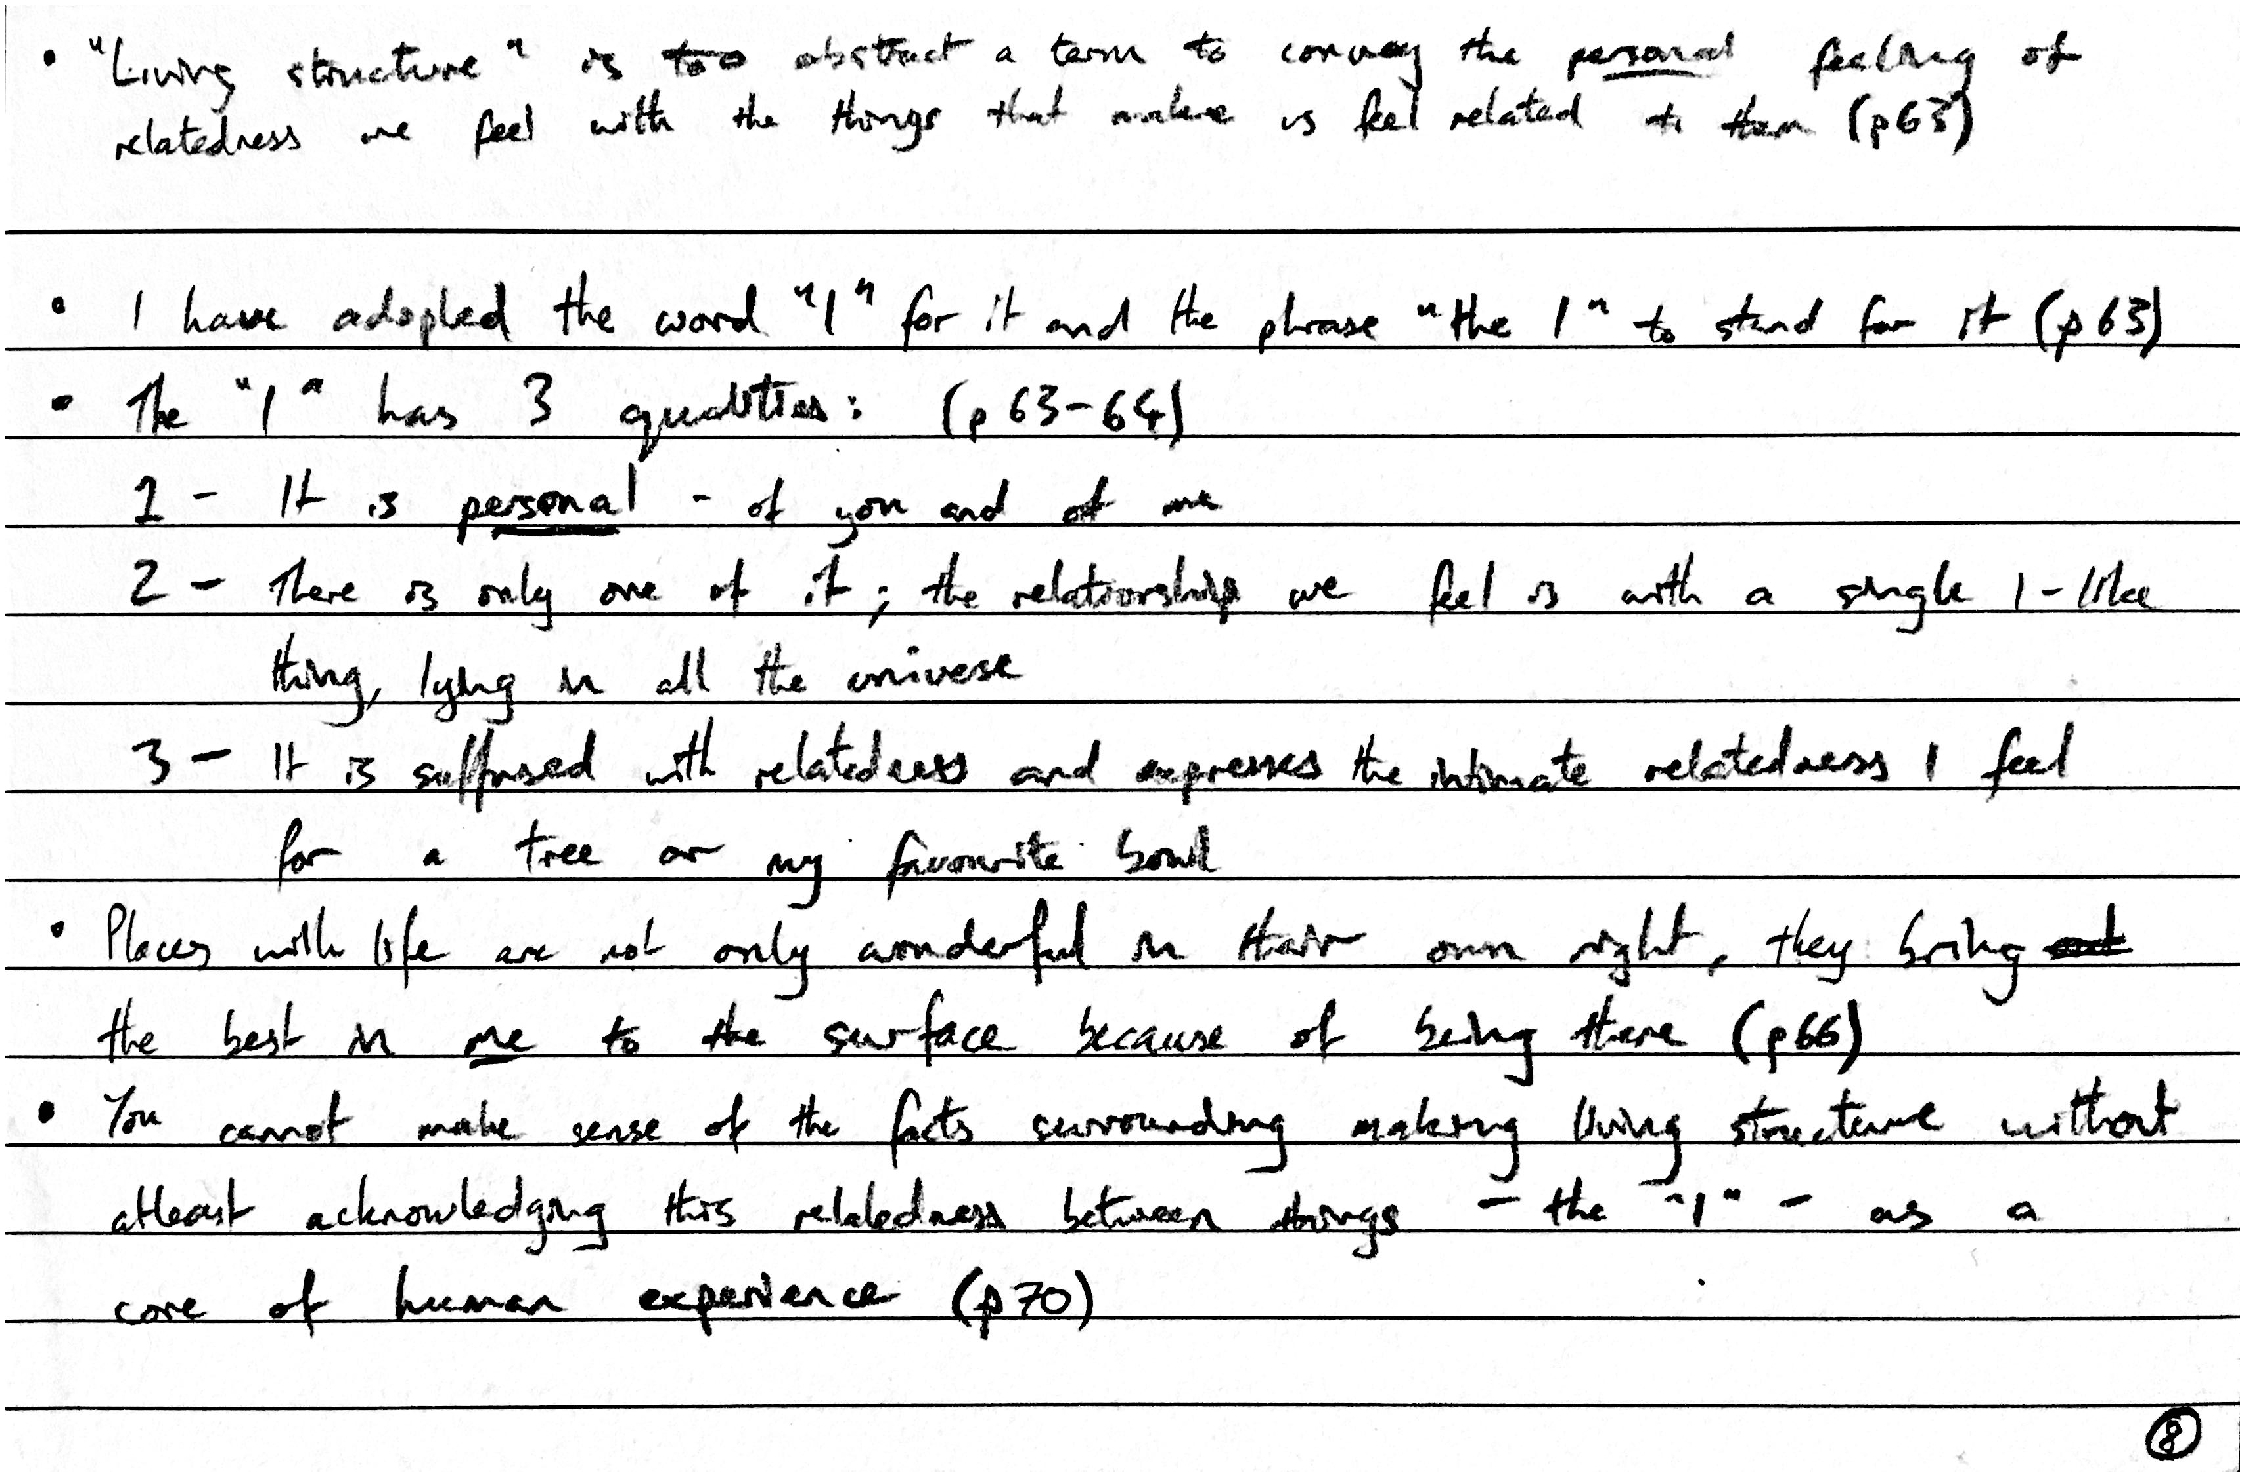 • "Living structure" is too abstract a term to convey the personal feeling of
relatedness we feel with the things that make us feel related to them (p63)
• I have adopted the word "I" for it and the phrase "the I" to stand for it (p63)
• The "I" has 3 qualities: (p63-64)
1 - It is personal - of you and of me
2 - There is only one of it; the relationship we feel is with a single I-like
thing, lying in all the universe
3 - It is suffused with relatedness and expresses the intimate relatedness I feel
for a tree or my favourite bowl
• Places with life are not only wonderful in their own right, they bring out
the best in me to the surface because of being there (p66)
• You cannot make sense of the facts surrounding making living structure without
atleast acknowledging this relatedness between things - the "I" - as a
core of human experience (p70)
8